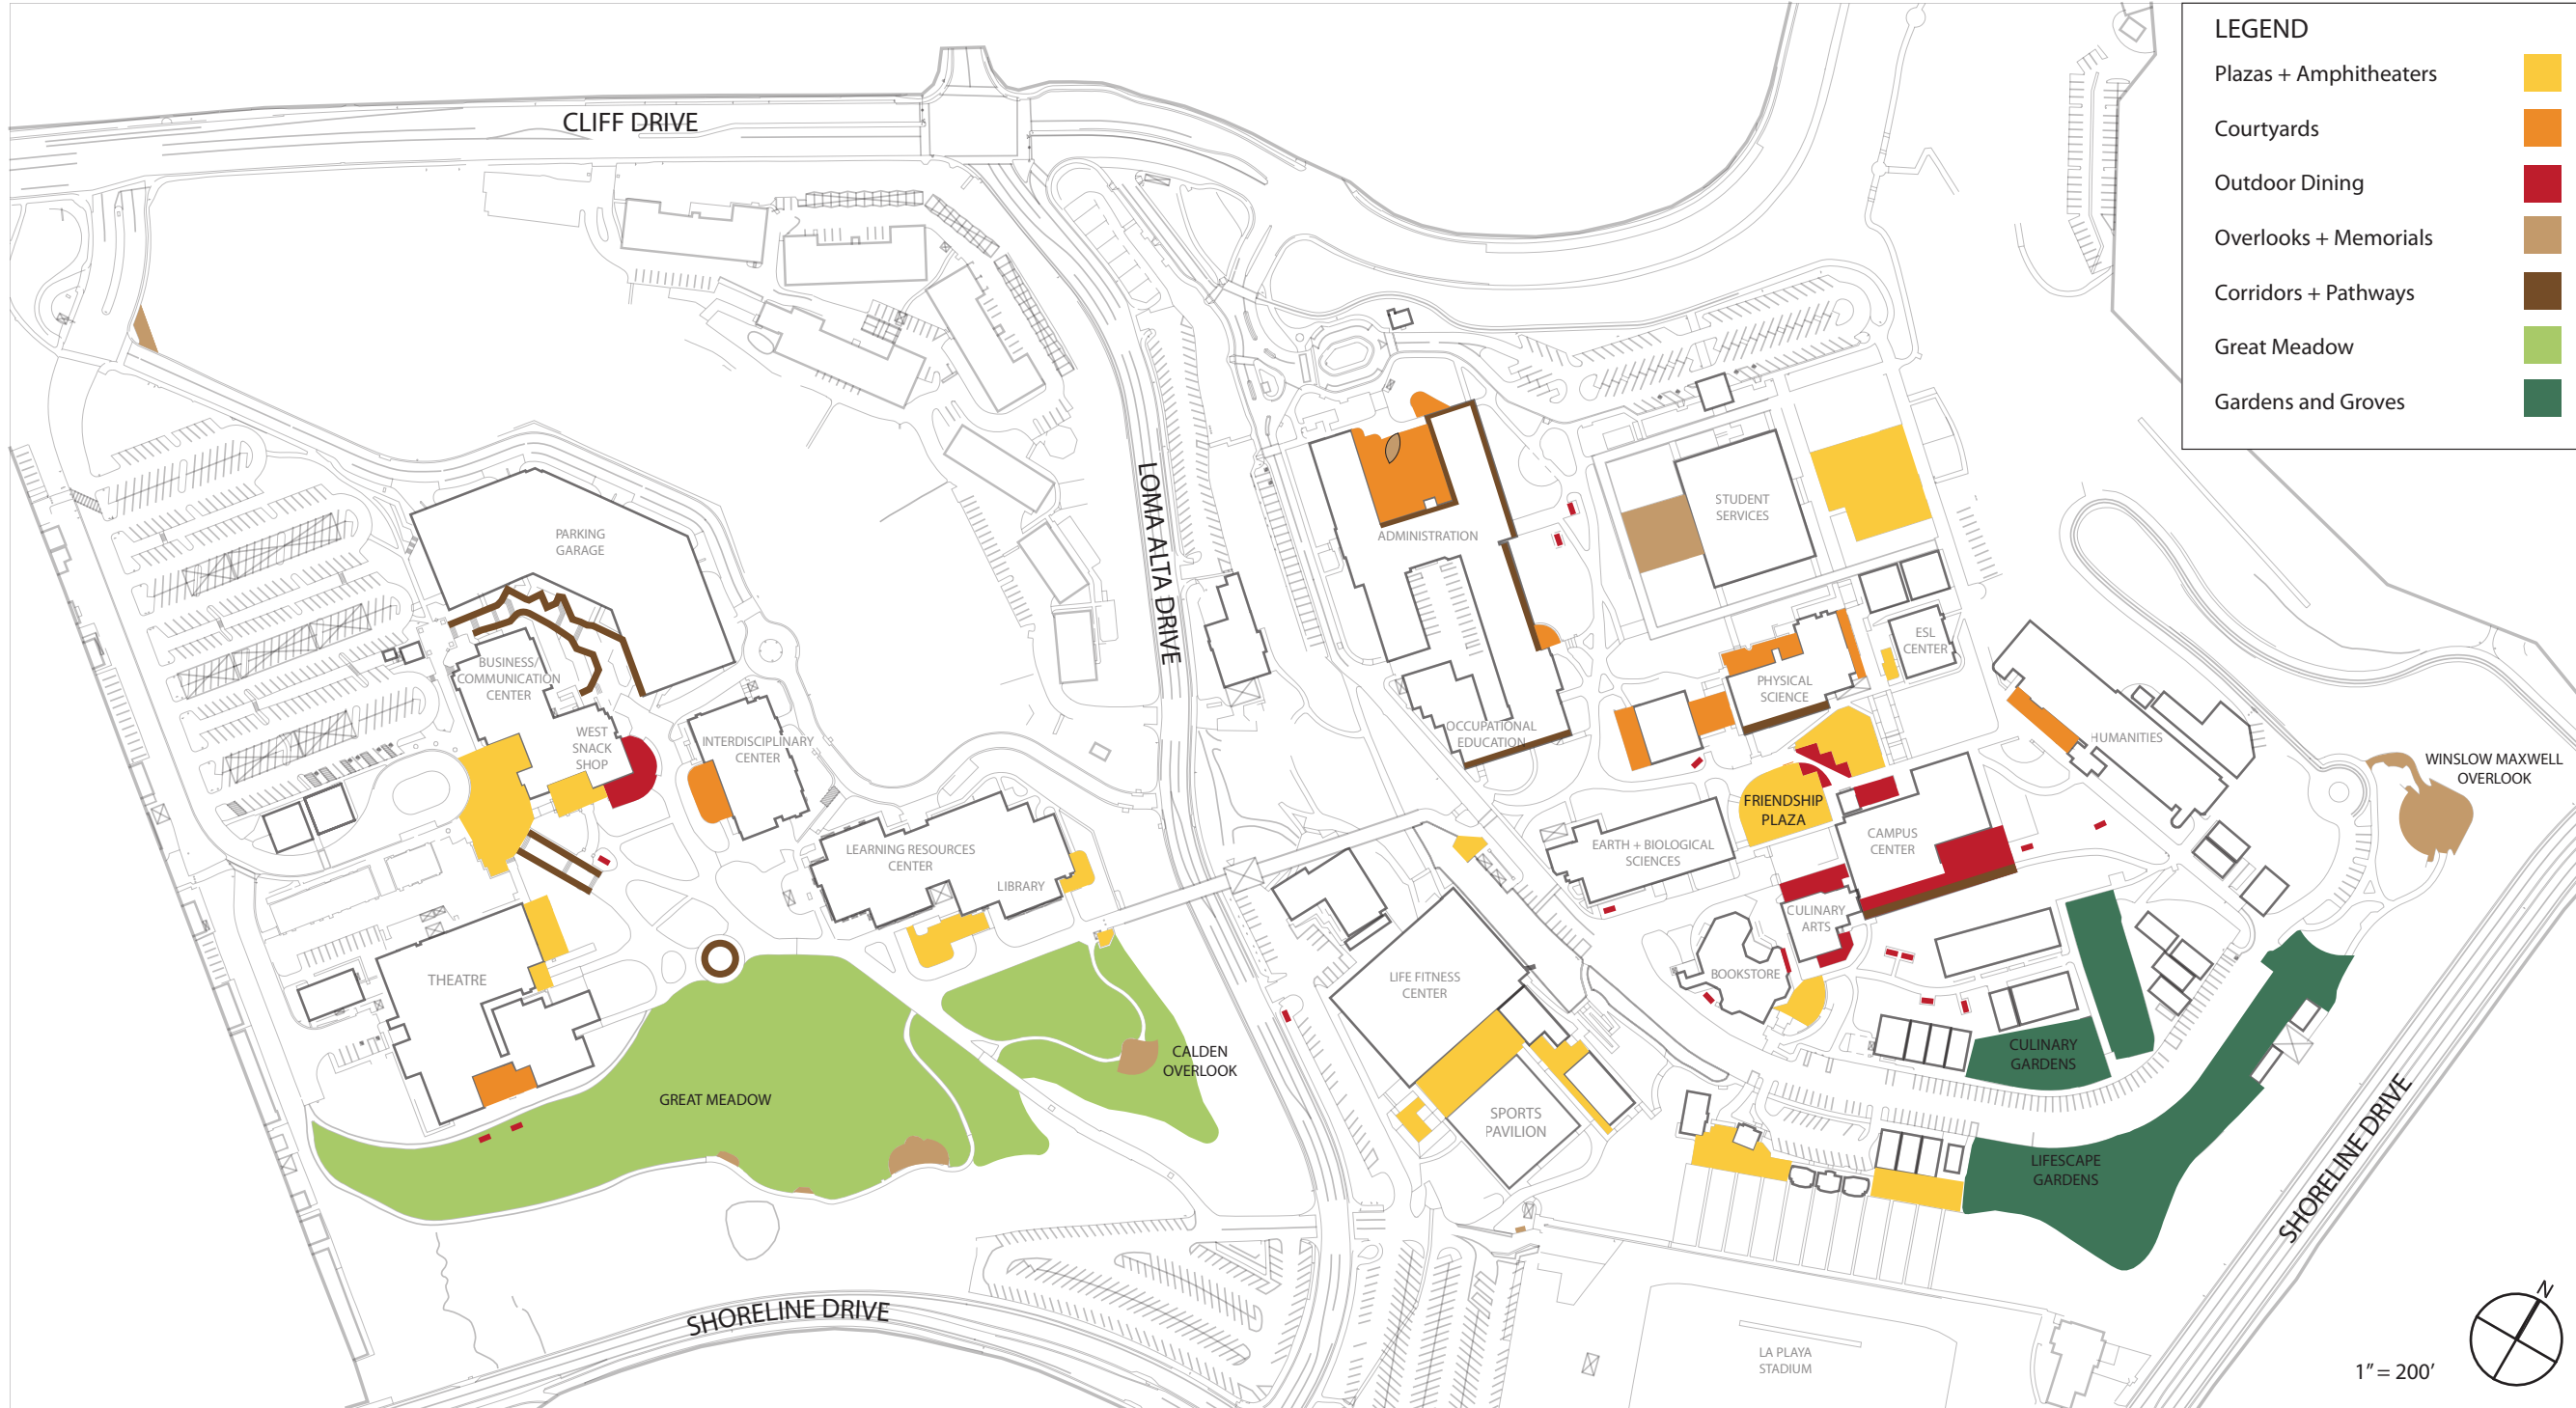 LEGEND
Plazas + Amphitheaters
Courtyards
Outdoor Dining
Overlooks + Memorials
Corridors + Pathways
Great Meadow
Gardens and Groves
CLIFF DRIVE
LOMA ALTA DRIVE
PARKING
GARAGE
BUSINESS/
COMMUNICATION
CENTER
WEST
SNACK
SHOP
INTERDISCIPLINARY
CENTER
LEARNING RESOURCES
CENTER
LIBRARY
THEATRE
GREAT MEADOW
CALDEN
OVERLOOK
SHORELINE DRIVE
ADMINISTRATION
OCCUPATIONAL
EDUCATION
STUDENT
SERVICES
ESL
CENTER
PHYSICAL
SCIENCE
HUMANITIES
WINSLOW MAXWELL
OVERLOOK
FRIENDSHIP
PLAZA
CAMPUS
CENTER
EARTH + BIOLOGICAL
SCIENCES
CULINARY
ARTS
BOOKSTORE
LIFE FITNESS
CENTER
SPORTS
PAVILION
CULINARY
GARDENS
LIFESCAPE
GARDENS
SHORELINE DRIVE
LA PLAYA
STADIUM
N
1" = 200'